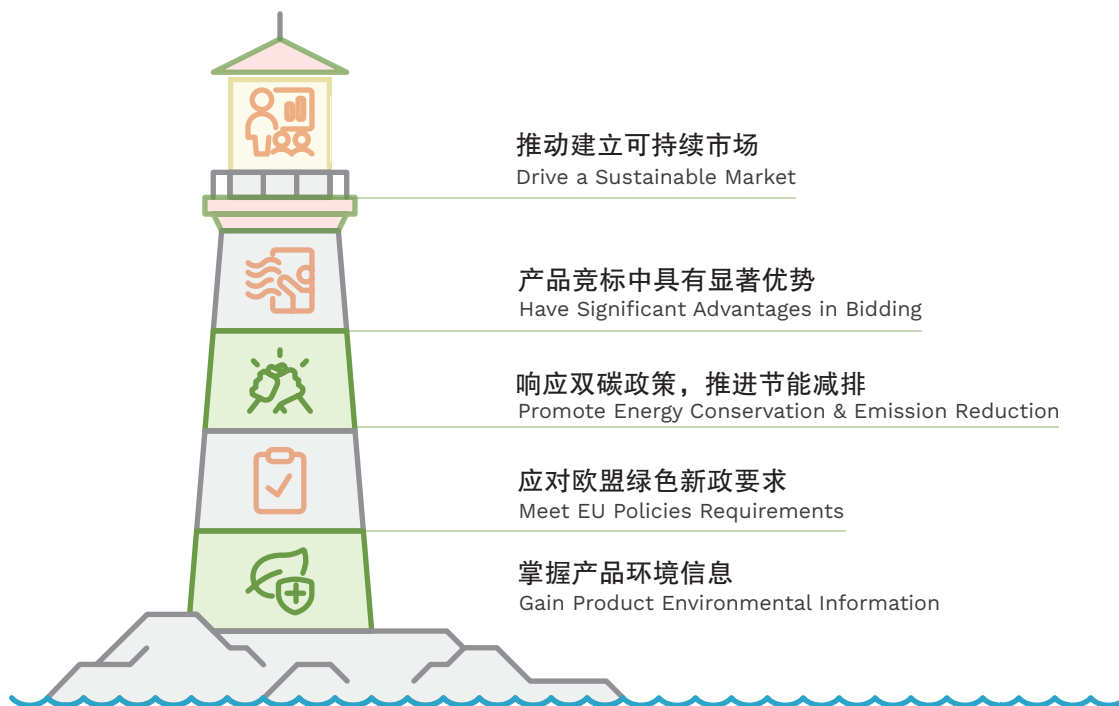 推动建立可持续市场
Drive a Sustainable Market
产品竞标中具有显著优势
Have Significant Advantages in Bidding
响应双碳政策，推进节能减排
Promote Energy Conservation & Emission Reduction
应对欧盟绿色新政要求
Meet EU Policies Requirements
掌握产品环境信息
Gain Product Environmental Information